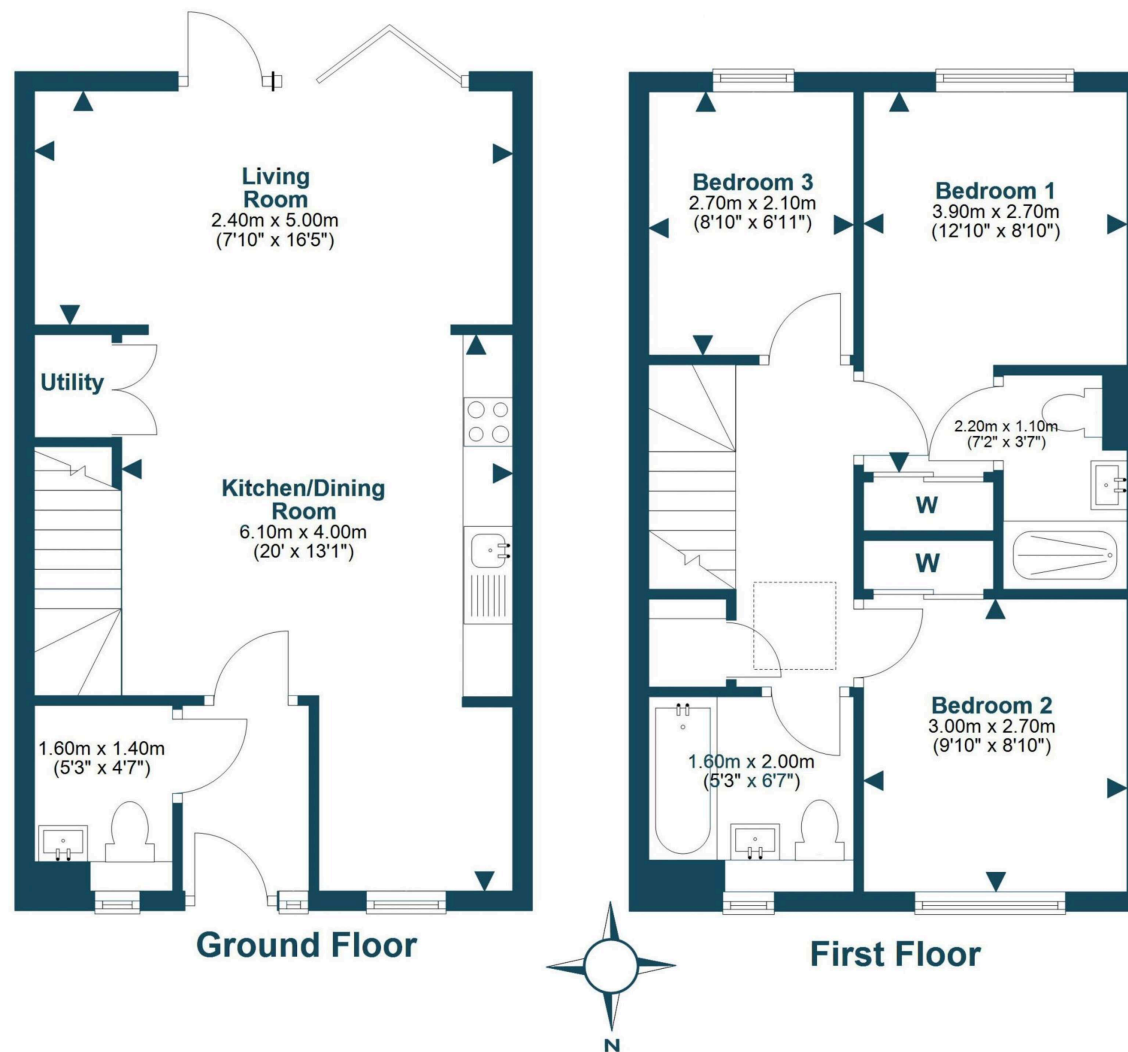 Living
Room
2.40m x 5.00m
(7'10" x 16'5")
Utility
Kitchen/Dining
Room
6.10m x 4.00m
(20' x 13'1")
1.60m x 1.40m
(5'3" x 4'7")
Ground Floor
Bedroom 3
2.70m x 2.10m
(8'10" x 6'11")
Bedroom 1
3.90m x 2.70m
(12'10" x 8'10")
2.20m x 1.10m
(7'2" x 3'7")
W
W
Bedroom 2
3.00m x 2.70m
(9'10" x 8'10")
1.60m x 2.00m
(5'3" x 6'7")
First Floor
N